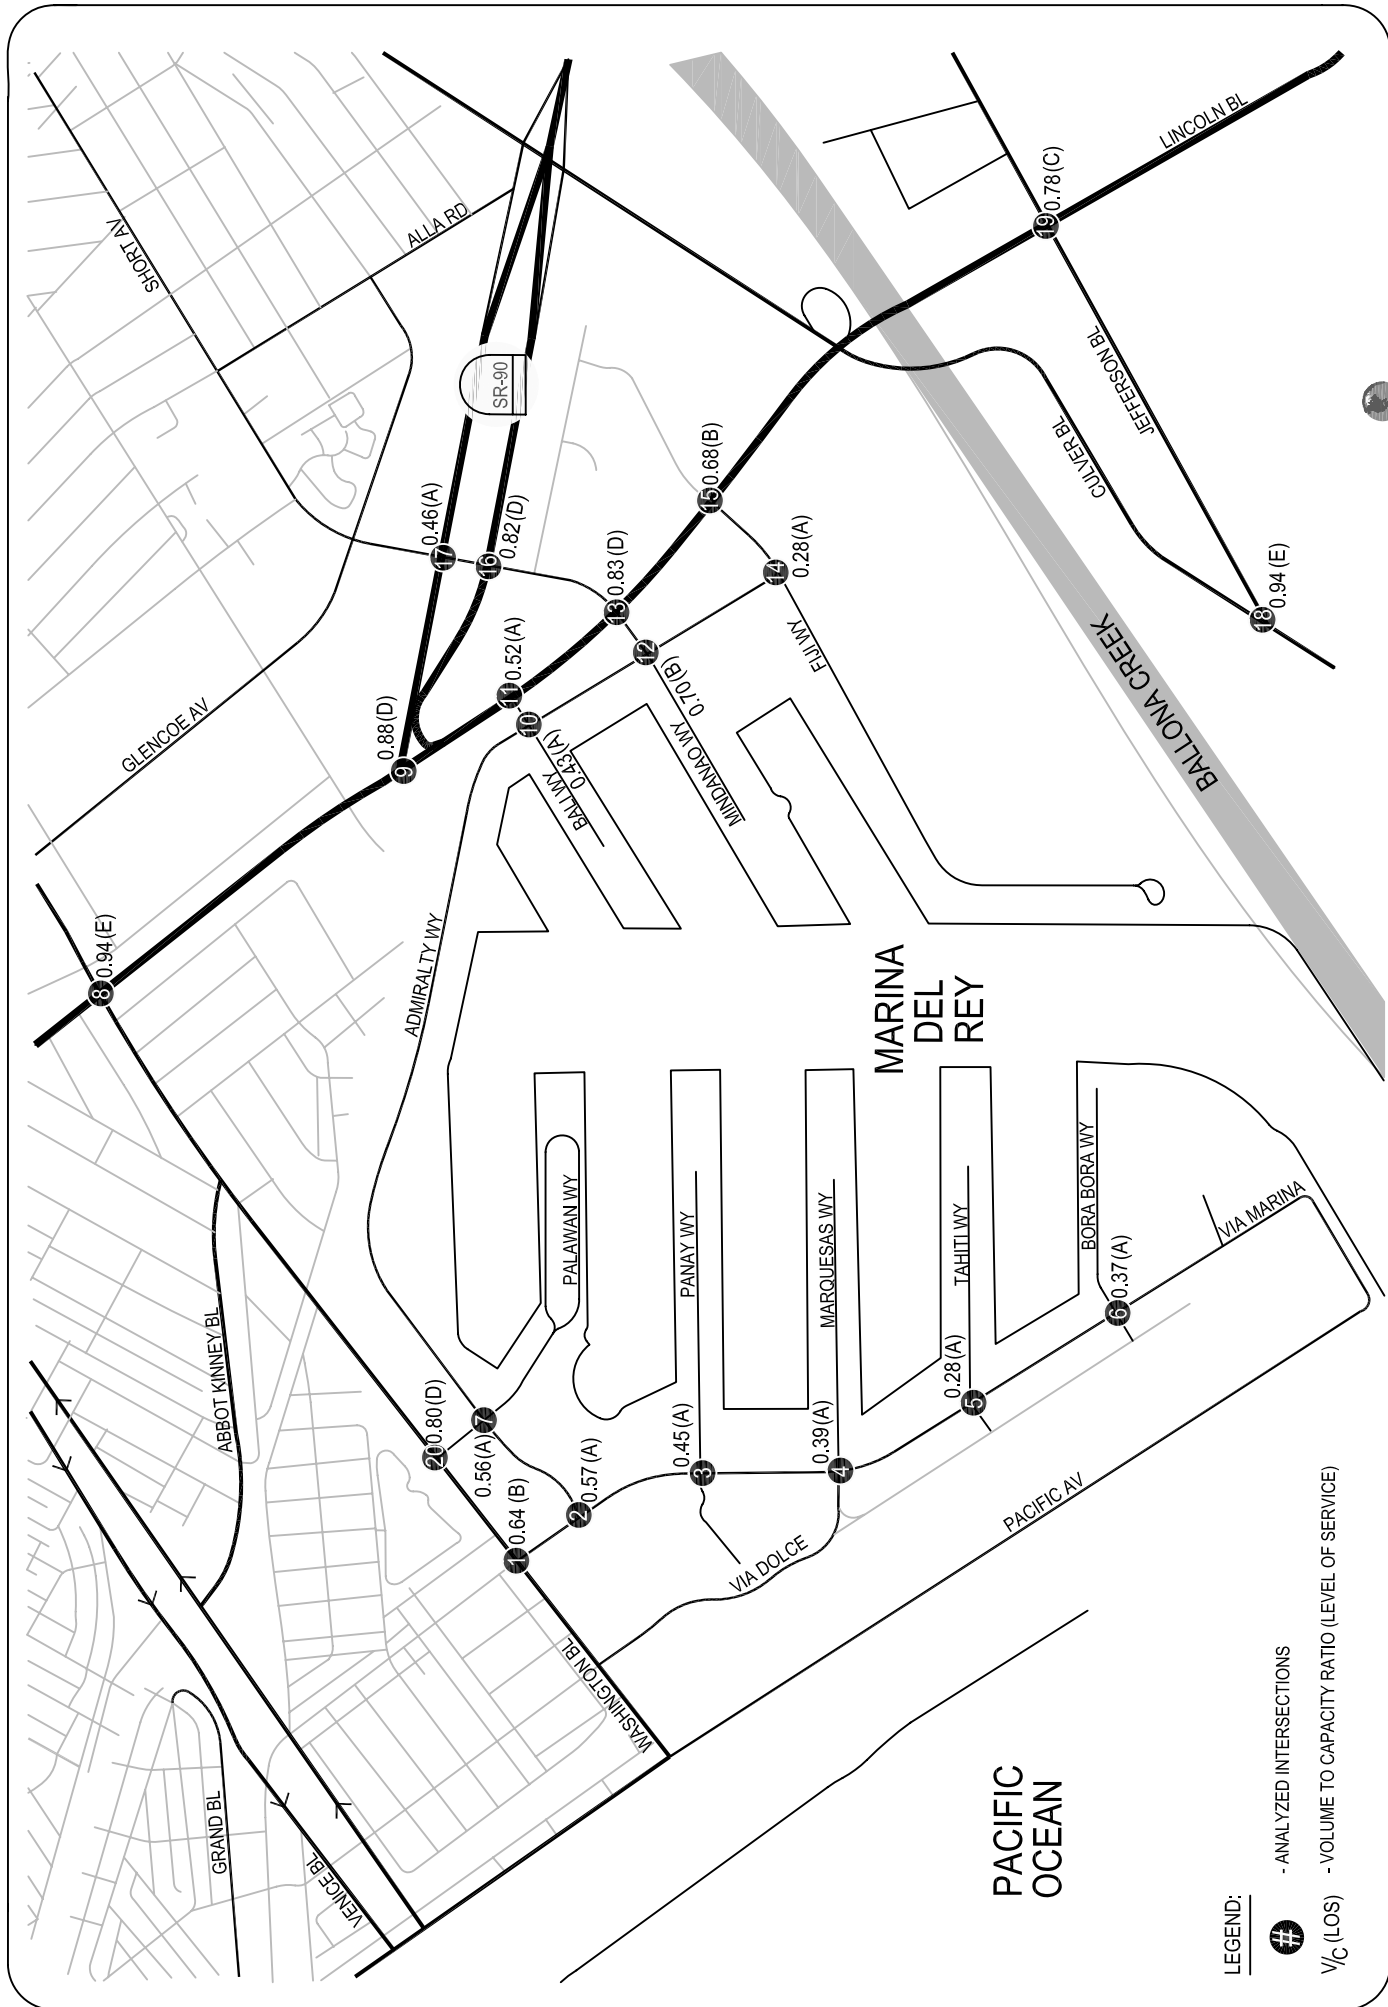 SHORT AV
ALLA RD
SR-90
LINCOLN BL
19 0.78 (C)
JEFFERSON BL
CULVER BL
18 0.94 (E)
17 0.46 (A)
16 0.82 (D)
15 0.68 (B)
14 0.28 (A)
13 0.83 (D)
12 0.70 (B)
11 0.52 (A)
10 0.43 (A)
9 0.88 (D)
8 0.94 (E)
GLENCOE AV
FIJI WY
MINDANAO WY
BALI WY
BALLONA CREEK
ADMIRALTY WY
MARINA
DEL
REY
PALAWAN WY
PANAY WY
MARQUESAS WY
TAHITI WY
BORA BORA WY
VIA MARINA
ABBOT KINNEY BL
20 0.80 (D)
7 0.56 (A)
1 0.64 (B)
2 0.57 (A)
3 0.45 (A)
4 0.39 (A)
5 0.28 (A)
6 0.37 (A)
VIA DOLCE
PACIFIC AV
WASHINGTON BL
GRAND BL
VENICE BL
PACIFIC
OCEAN
LEGEND:
# - ANALYZED INTERSECTIONS
V/C (LOS) - VOLUME TO CAPACITY RATIO (LEVEL OF SERVICE)